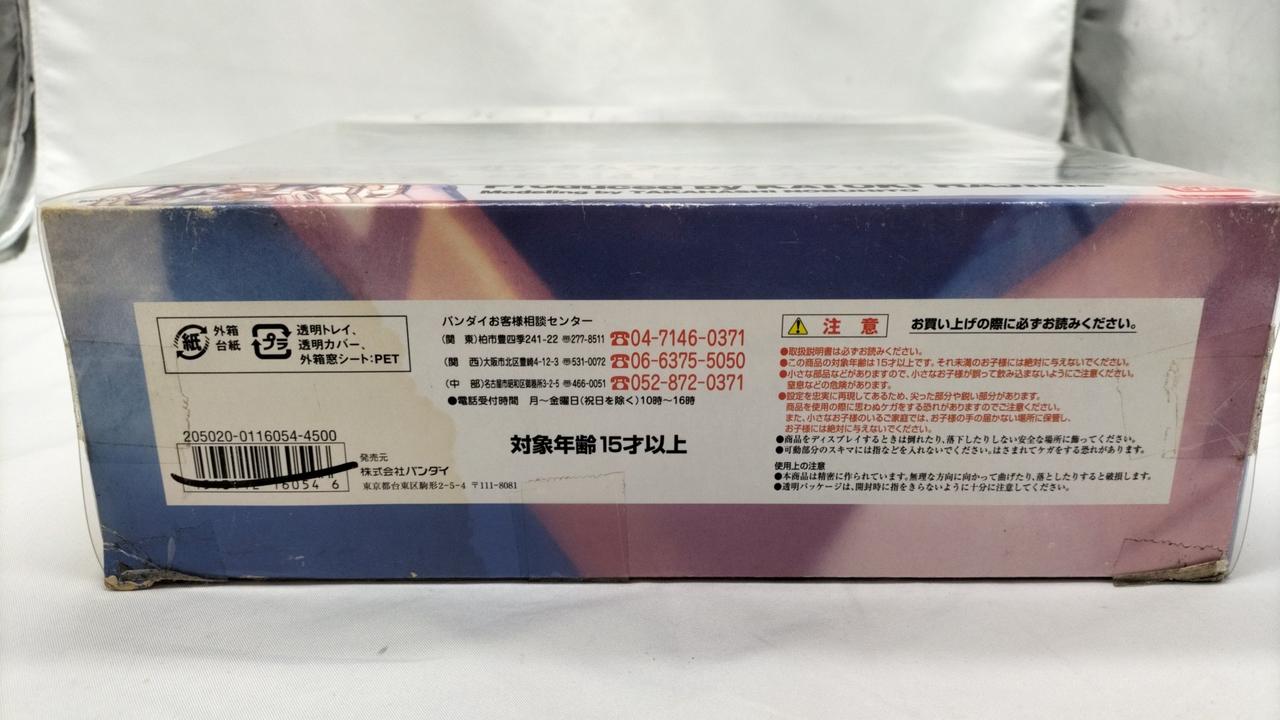 Produced by KATOKI HAJIME
紙
外箱
台紙
プラ
透明トレイ、
透明カバー、
外箱窓シート:PET
バンダイお客様相談センター
(関 東)柏市豊四季241-22 〠277-8511 ☎04-7146-0371
(関 西)大阪市北区豊崎4-12-3 〠531-0072 ☎06-6375-5050
(中 部)名古屋市昭和区御器所3-2-5 〠466-0051 ☎052-872-0371
●電話受付時間 月〜金曜日(祝日を除く)10時〜16時
対象年齢15才以上
205020-0116054-4500
16054 6
発売元
株式会社バンダイ
東京都台東区駒形2-5-4 〒111-8081
注意 お買い上げの際に必ずお読みください。
●取扱説明書は必ずお読みください。
●この商品の対象年齢は15才以上です。それ未満のお子様には絶対に与えないでください。
●小さな部品などがありますので、小さなお子様が誤って飲み込まないようにご注意ください。
窒息などの危険があります。
●設定を忠実に再現してあるため、尖った部分や鋭い部分があります。
商品を使用の際に思わぬケガをする恐れがありますのでご注意ください。
また、小さなお子様のいるご家庭では、お子様の手の届かない場所に保管し、
お子様には絶対に与えないでください。
●商品をディスプレイするときは倒れたり、落下したりしない安全な場所に飾ってください。
●可動部分のスキマには指などを入れないでください。はさまれてケガをする恐れがあります。
使用上の注意
●本商品は精密に作られています。無理な方向に向かって曲げたり、落としたりすると破損します。
●透明パッケージは、開封時に指をきらないように十分に注意してください。